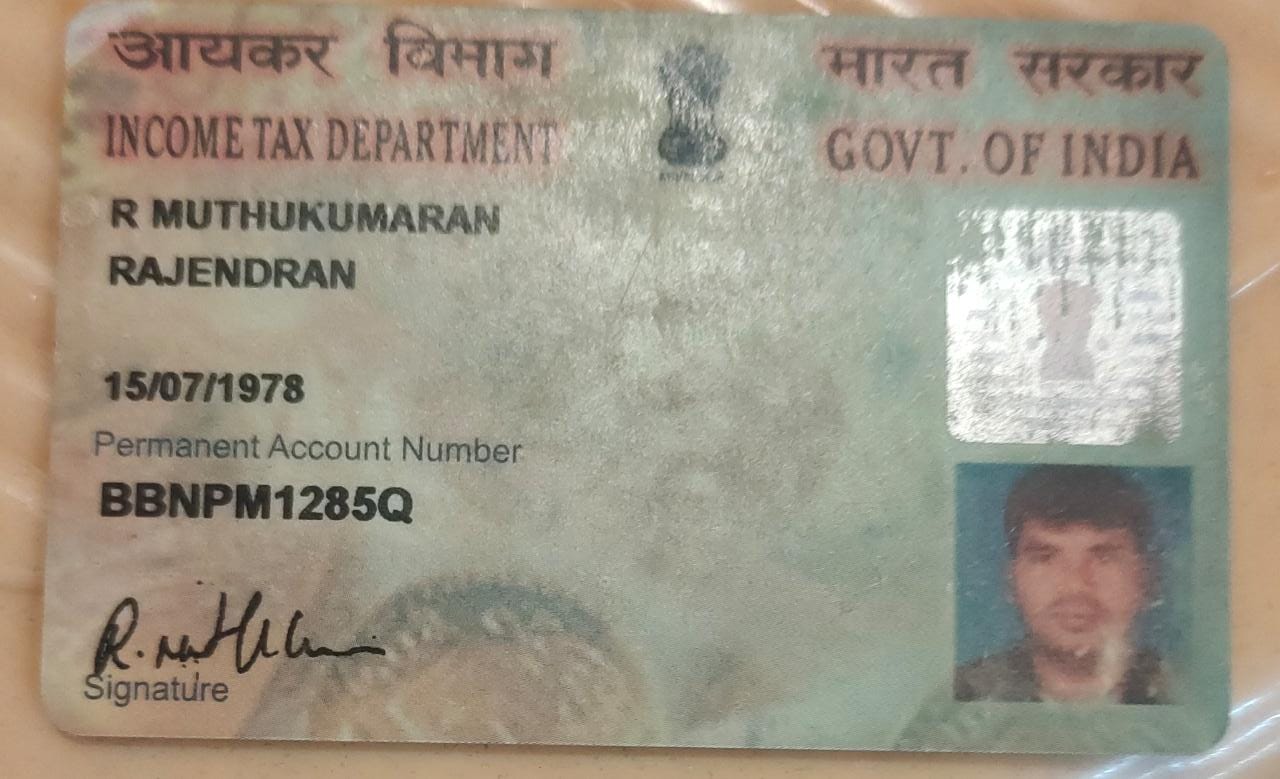 आयकर विभाग
भारत सरकार
INCOME TAX DEPARTMENT
GOVT. OF INDIA
R MUTHUKUMARAN
RAJENDRAN
15/07/1978
Permanent Account Number
BBNPM1285Q
Signature